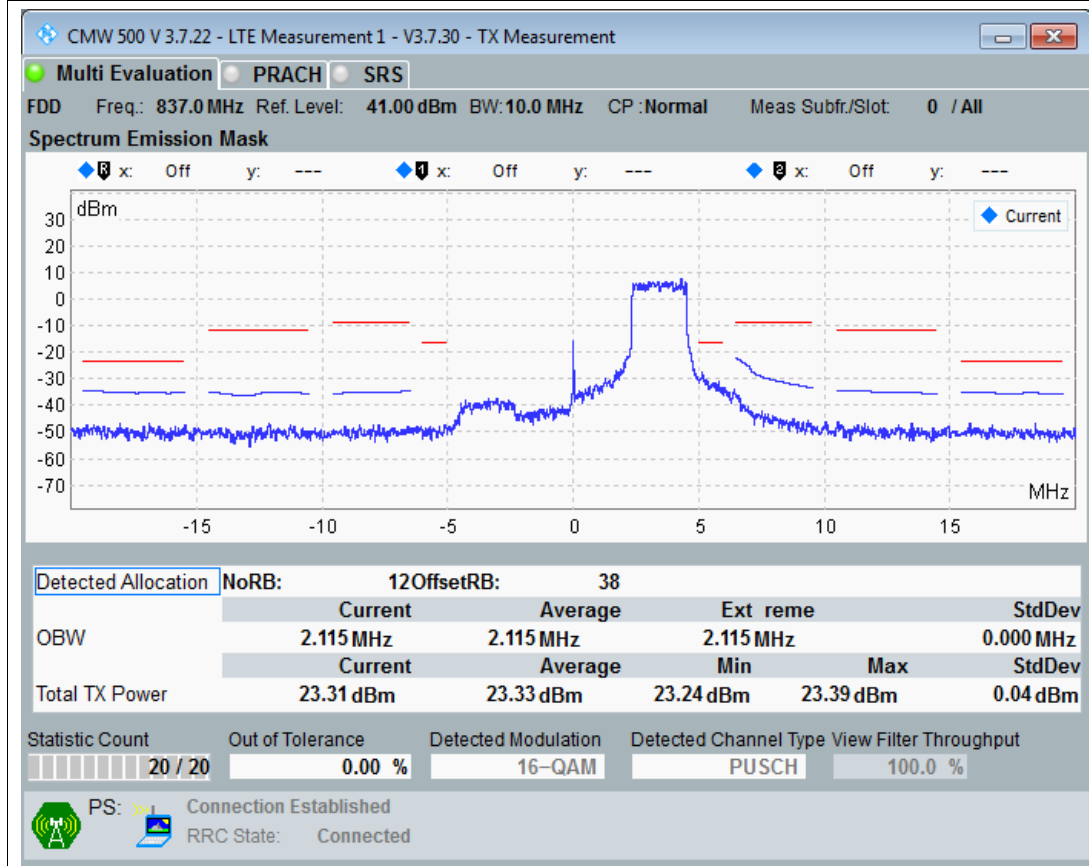 CMW 500 V 3.7.22 - LTE Measurement 1 - V3.7.30 - TX Measurement
Multi Evaluation PRACH SRS
FDD Freq.: 837.0 MHz Ref. Level: 41.00 dBm BW: 10.0 MHz CP : Normal Meas Subfr./Slot: 0 / All
Spectrum Emission Mask
R x: Off y: --- 1 x: Off y: --- 2 x: Off y: ---
dBm
Current
30
20
10
0
-10
-20
-30
-40
-50
-60
-70
MHz
-15 -10 -5 0 5 10 15
Detected Allocation NoRB: 12 OffsetRB: 38
Current Average Ext reme StdDev
OBW 2.115 MHz 2.115 MHz 2.115 MHz 0.000 MHz
Current Average Min Max StdDev
Total TX Power 23.31 dBm 23.33 dBm 23.24 dBm 23.39 dBm 0.04 dBm
Statistic Count Out of Tolerance Detected Modulation Detected Channel Type View Filter Throughput
20 / 20 0.00 % 16-QAM PUSCH 100.0 %
PS: Connection Established
RRC State: Connected